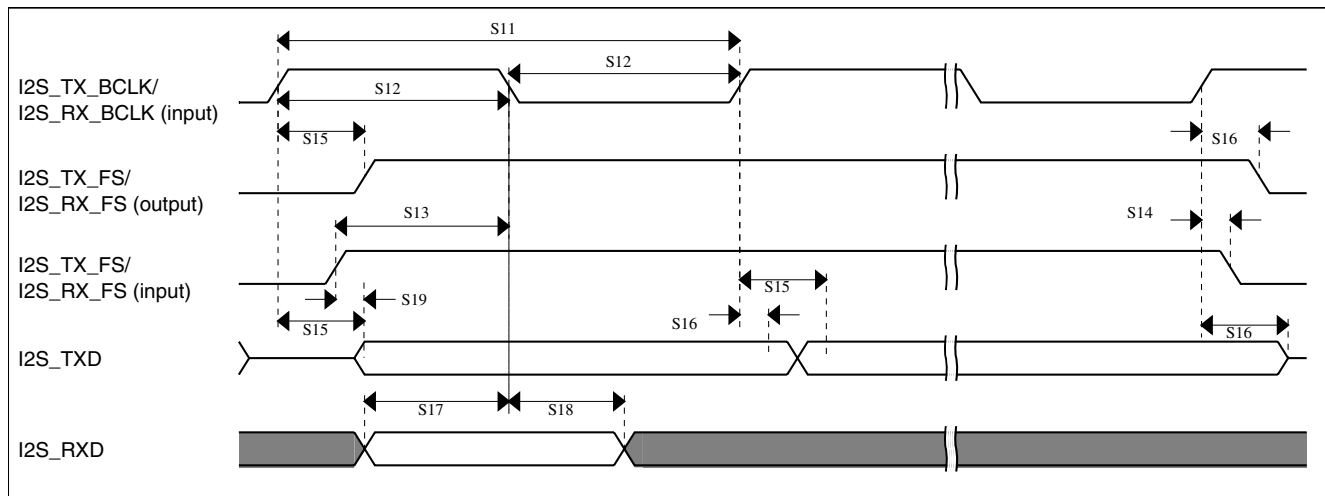 S11
I2S_TX_BCLK/
I2S_RX_BCLK (input)
S12
S12
S15
S16
I2S_TX_FS/
I2S_RX_FS (output)
S13
S14
I2S_TX_FS/
I2S_RX_FS (input)
S15
S19
S15
S16
S16
I2S_TXD
S17
S18
I2S_RXD